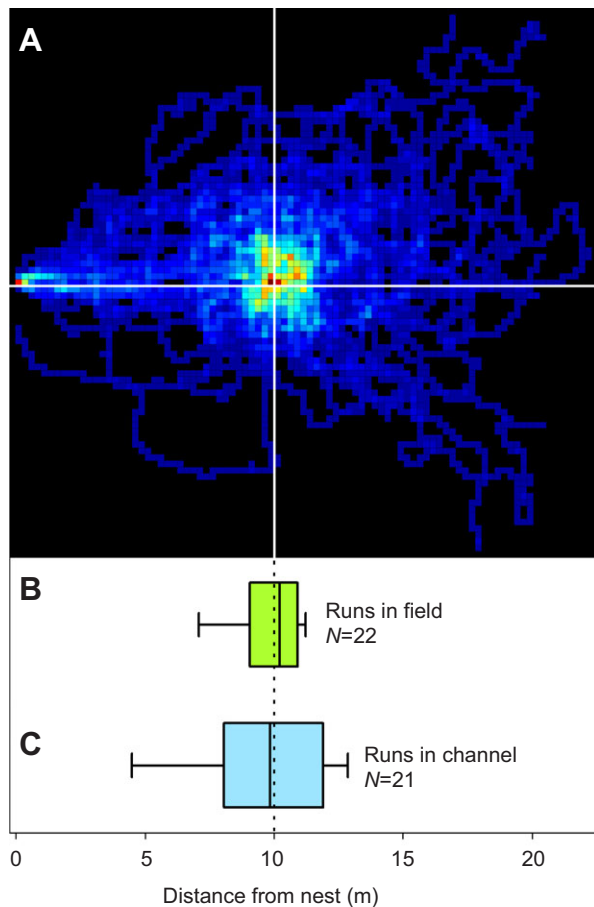 A
B
Runs in field
N=22
C
Runs in channel
N=21
0 5 10 15 20
Distance from nest (m)